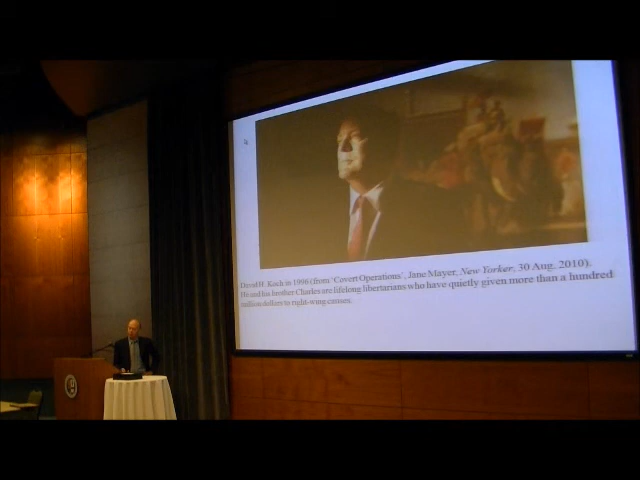 David H. Koch in 1996 (from 'Covert Operations', Jane Mayer, New Yorker, 30 Aug. 2010).
He and his brother Charles are lifelong libertarians who have quietly given more than a hundred
million dollars to right-wing causes.